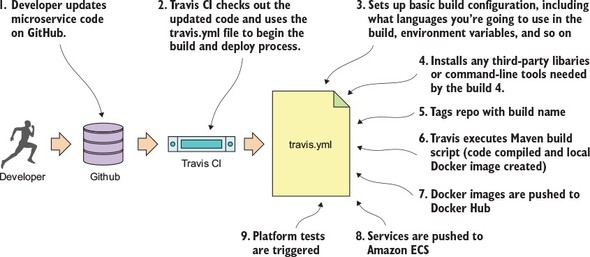 1. Developer updates
microservice code
on GitHub.
2. Travis CI checks out the
updated code and uses the
travis.yml file to begin the
build and deploy process.
3. Sets up basic build configuration, including
what languages you're going to use in
the build, environment variables, and so on
4. Installs any third-party libaries
or command-line tools needed
by the build 4.
5. Tags repo with build name
6. Travis executes Maven build
script (code compiled and local
Docker image created)
7. Docker images are pushed to
Docker Hub
8. Services are pushed to
Amazon ECS
9. Platform tests
are triggered
Developer
Github
Travis CI
travis.yml